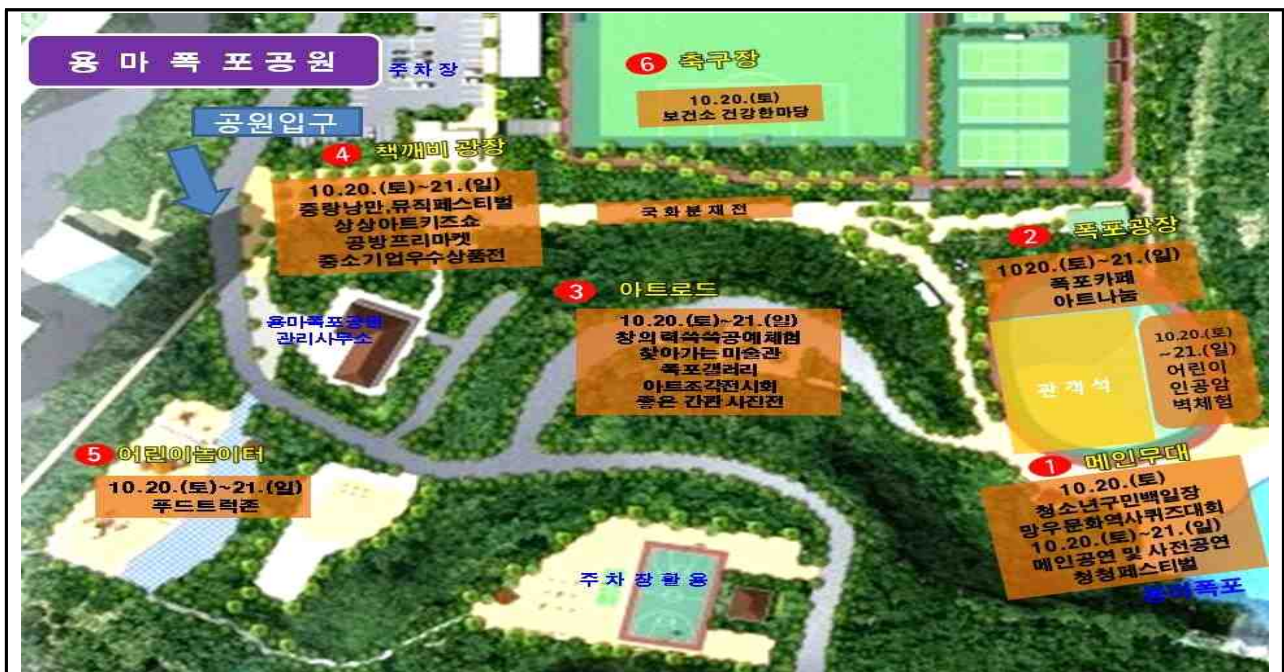 용 마 폭 포 공 원
주 차 장
공원입구
6 축구장
10.20.(토)
보건소 건강한마당
4 책깨비 광장
10.20.(토)~21.(일)
중랑낭만,뮤직페스티벌
상상아트키즈쇼
공방프리마켓
중소기업우수상품전
국화분재전
2 폭포광장
1020.(토)~21.(일)
폭포카페
아트나눔
3 아트로드
10.20.(토)~21.(일)
창의력쑥쑥공예체험
찾아가는 미술관
폭포갤러리
아트조각전시회
좋은 간판 사진전
용마폭포공원
관리사무소
관 객 석
10.20.(토)
~21.(일)
어린이
인공암
벽체험
5 어린이놀이터
10.20.(토)~21.(일)
푸드트럭존
1 메인무대
10.20.(토)
청소년구민백일장
망우문화역사퀴즈대회
10.20.(토)~21.(일)
메인공연 및 사전공연
청청페스티벌
용마폭포
주 차 장 활 용